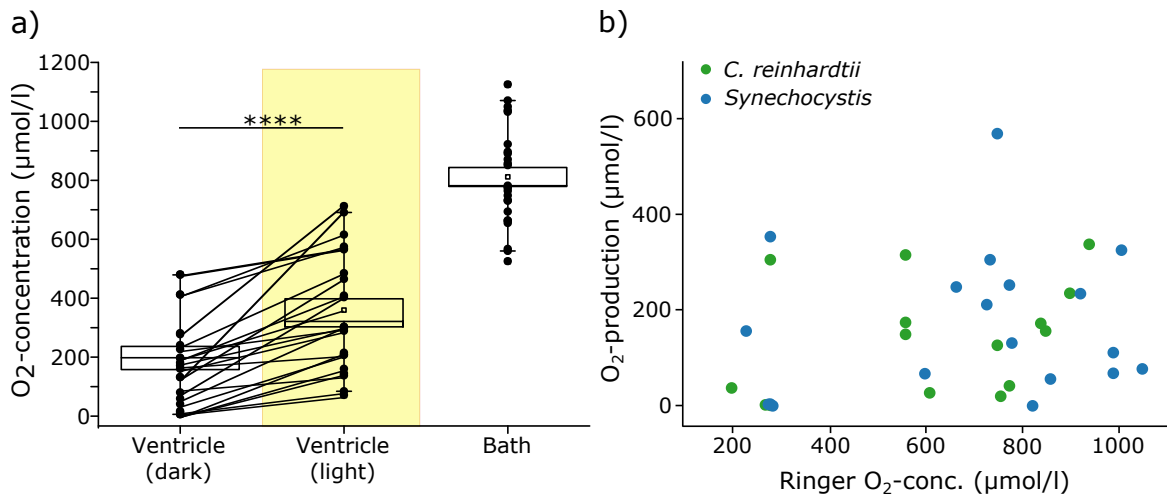 a)
O₂-concentration (µmol/l)
1200
1000
800
600
400
200
0
****
Ventricle
(dark)
Ventricle
(light)
Bath
b)
C. reinhardtii
Synechocystis
O₂-production (µmol/l)
600
400
200
0
200
400
600
800
1000
Ringer O₂-conc. (µmol/l)